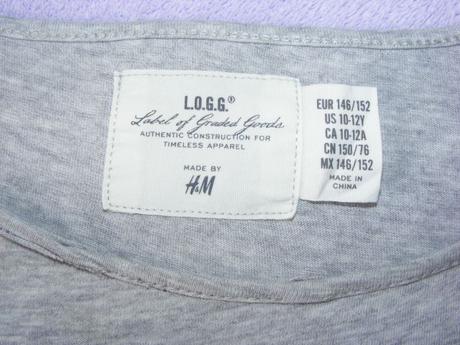 L.O.G.G.®
Label of Graded Goods
AUTHENTIC CONSTRUCTION FOR
TIMELESS APPAREL
MADE BY
H&M
EUR 146/152
US 10-12Y
CA 10-12A
CN 150/76
MX 146/152
MADE IN
CHINA